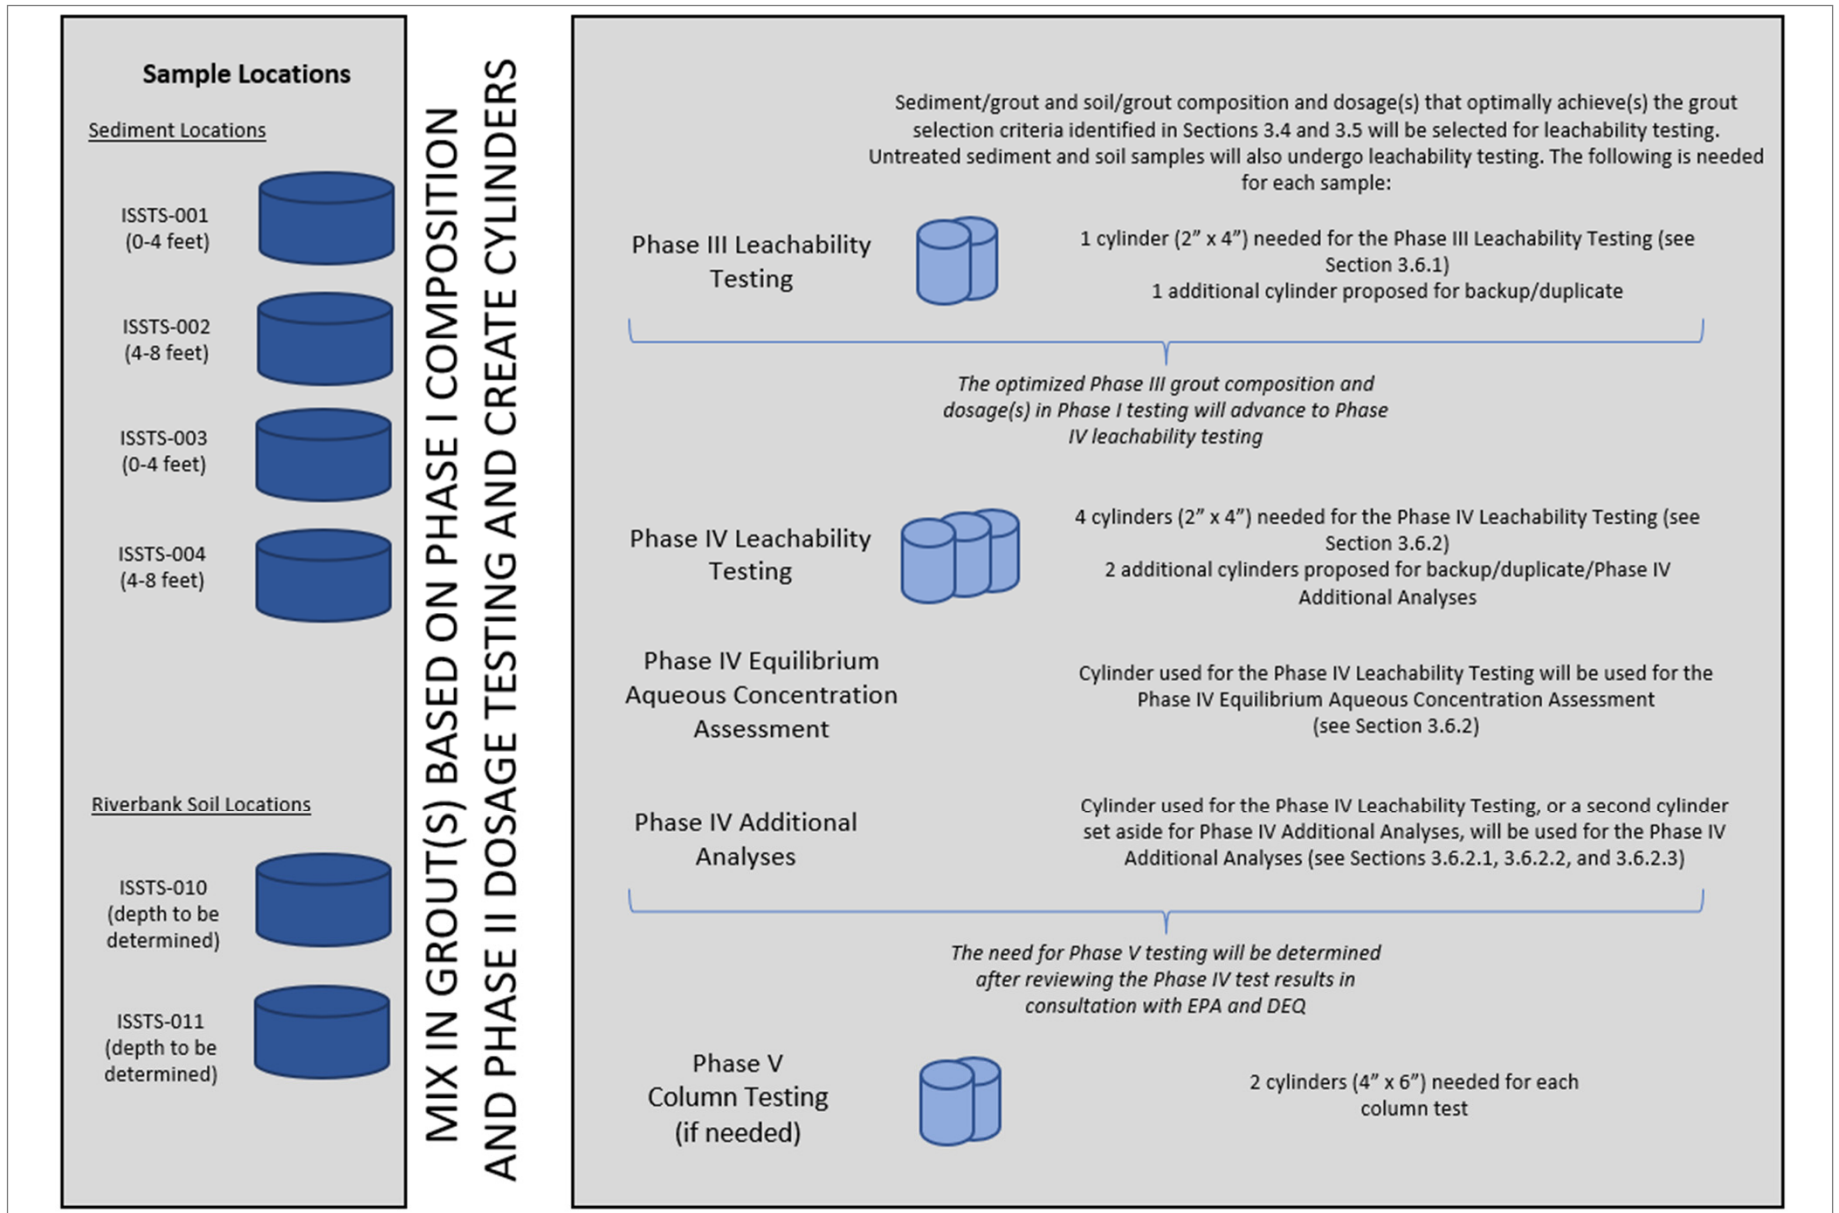 Sample Locations
Sediment Locations
ISSTS-001
(0-4 feet)
ISSTS-002
(4-8 feet)
ISSTS-003
(0-4 feet)
ISSTS-004
(4-8 feet)
Riverbank Soil Locations
ISSTS-010
(depth to be
determined)
ISSTS-011
(depth to be
determined)
MIX IN GROUT(S) BASED ON PHASE I COMPOSITION
AND PHASE II DOSAGE TESTING AND CREATE CYLINDERS
Sediment/grout and soil/grout composition and dosage(s) that optimally achieve(s) the grout
selection criteria identified in Sections 3.4 and 3.5 will be selected for leachability testing.
Untreated sediment and soil samples will also undergo leachability testing. The following is needed
for each sample:
Phase III Leachability
Testing
1 cylinder (2” x 4”) needed for the Phase III Leachability Testing (see
Section 3.6.1)
1 additional cylinder proposed for backup/duplicate
The optimized Phase III grout composition and
dosage(s) in Phase I testing will advance to Phase
IV leachability testing
Phase IV Leachability
Testing
4 cylinders (2” x 4”) needed for the Phase IV Leachability Testing (see
Section 3.6.2)
2 additional cylinders proposed for backup/duplicate/Phase IV
Additional Analyses
Phase IV Equilibrium
Aqueous Concentration
Assessment
Cylinder used for the Phase IV Leachability Testing will be used for the
Phase IV Equilibrium Aqueous Concentration Assessment
(see Section 3.6.2)
Phase IV Additional
Analyses
Cylinder used for the Phase IV Leachability Testing, or a second cylinder
set aside for Phase IV Additional Analyses, will be used for the Phase IV
Additional Analyses (see Sections 3.6.2.1, 3.6.2.2, and 3.6.2.3)
The need for Phase V testing will be determined
after reviewing the Phase IV test results in
consultation with EPA and DEQ
Phase V
Column Testing
(if needed)
2 cylinders (4” x 6”) needed for each
column test